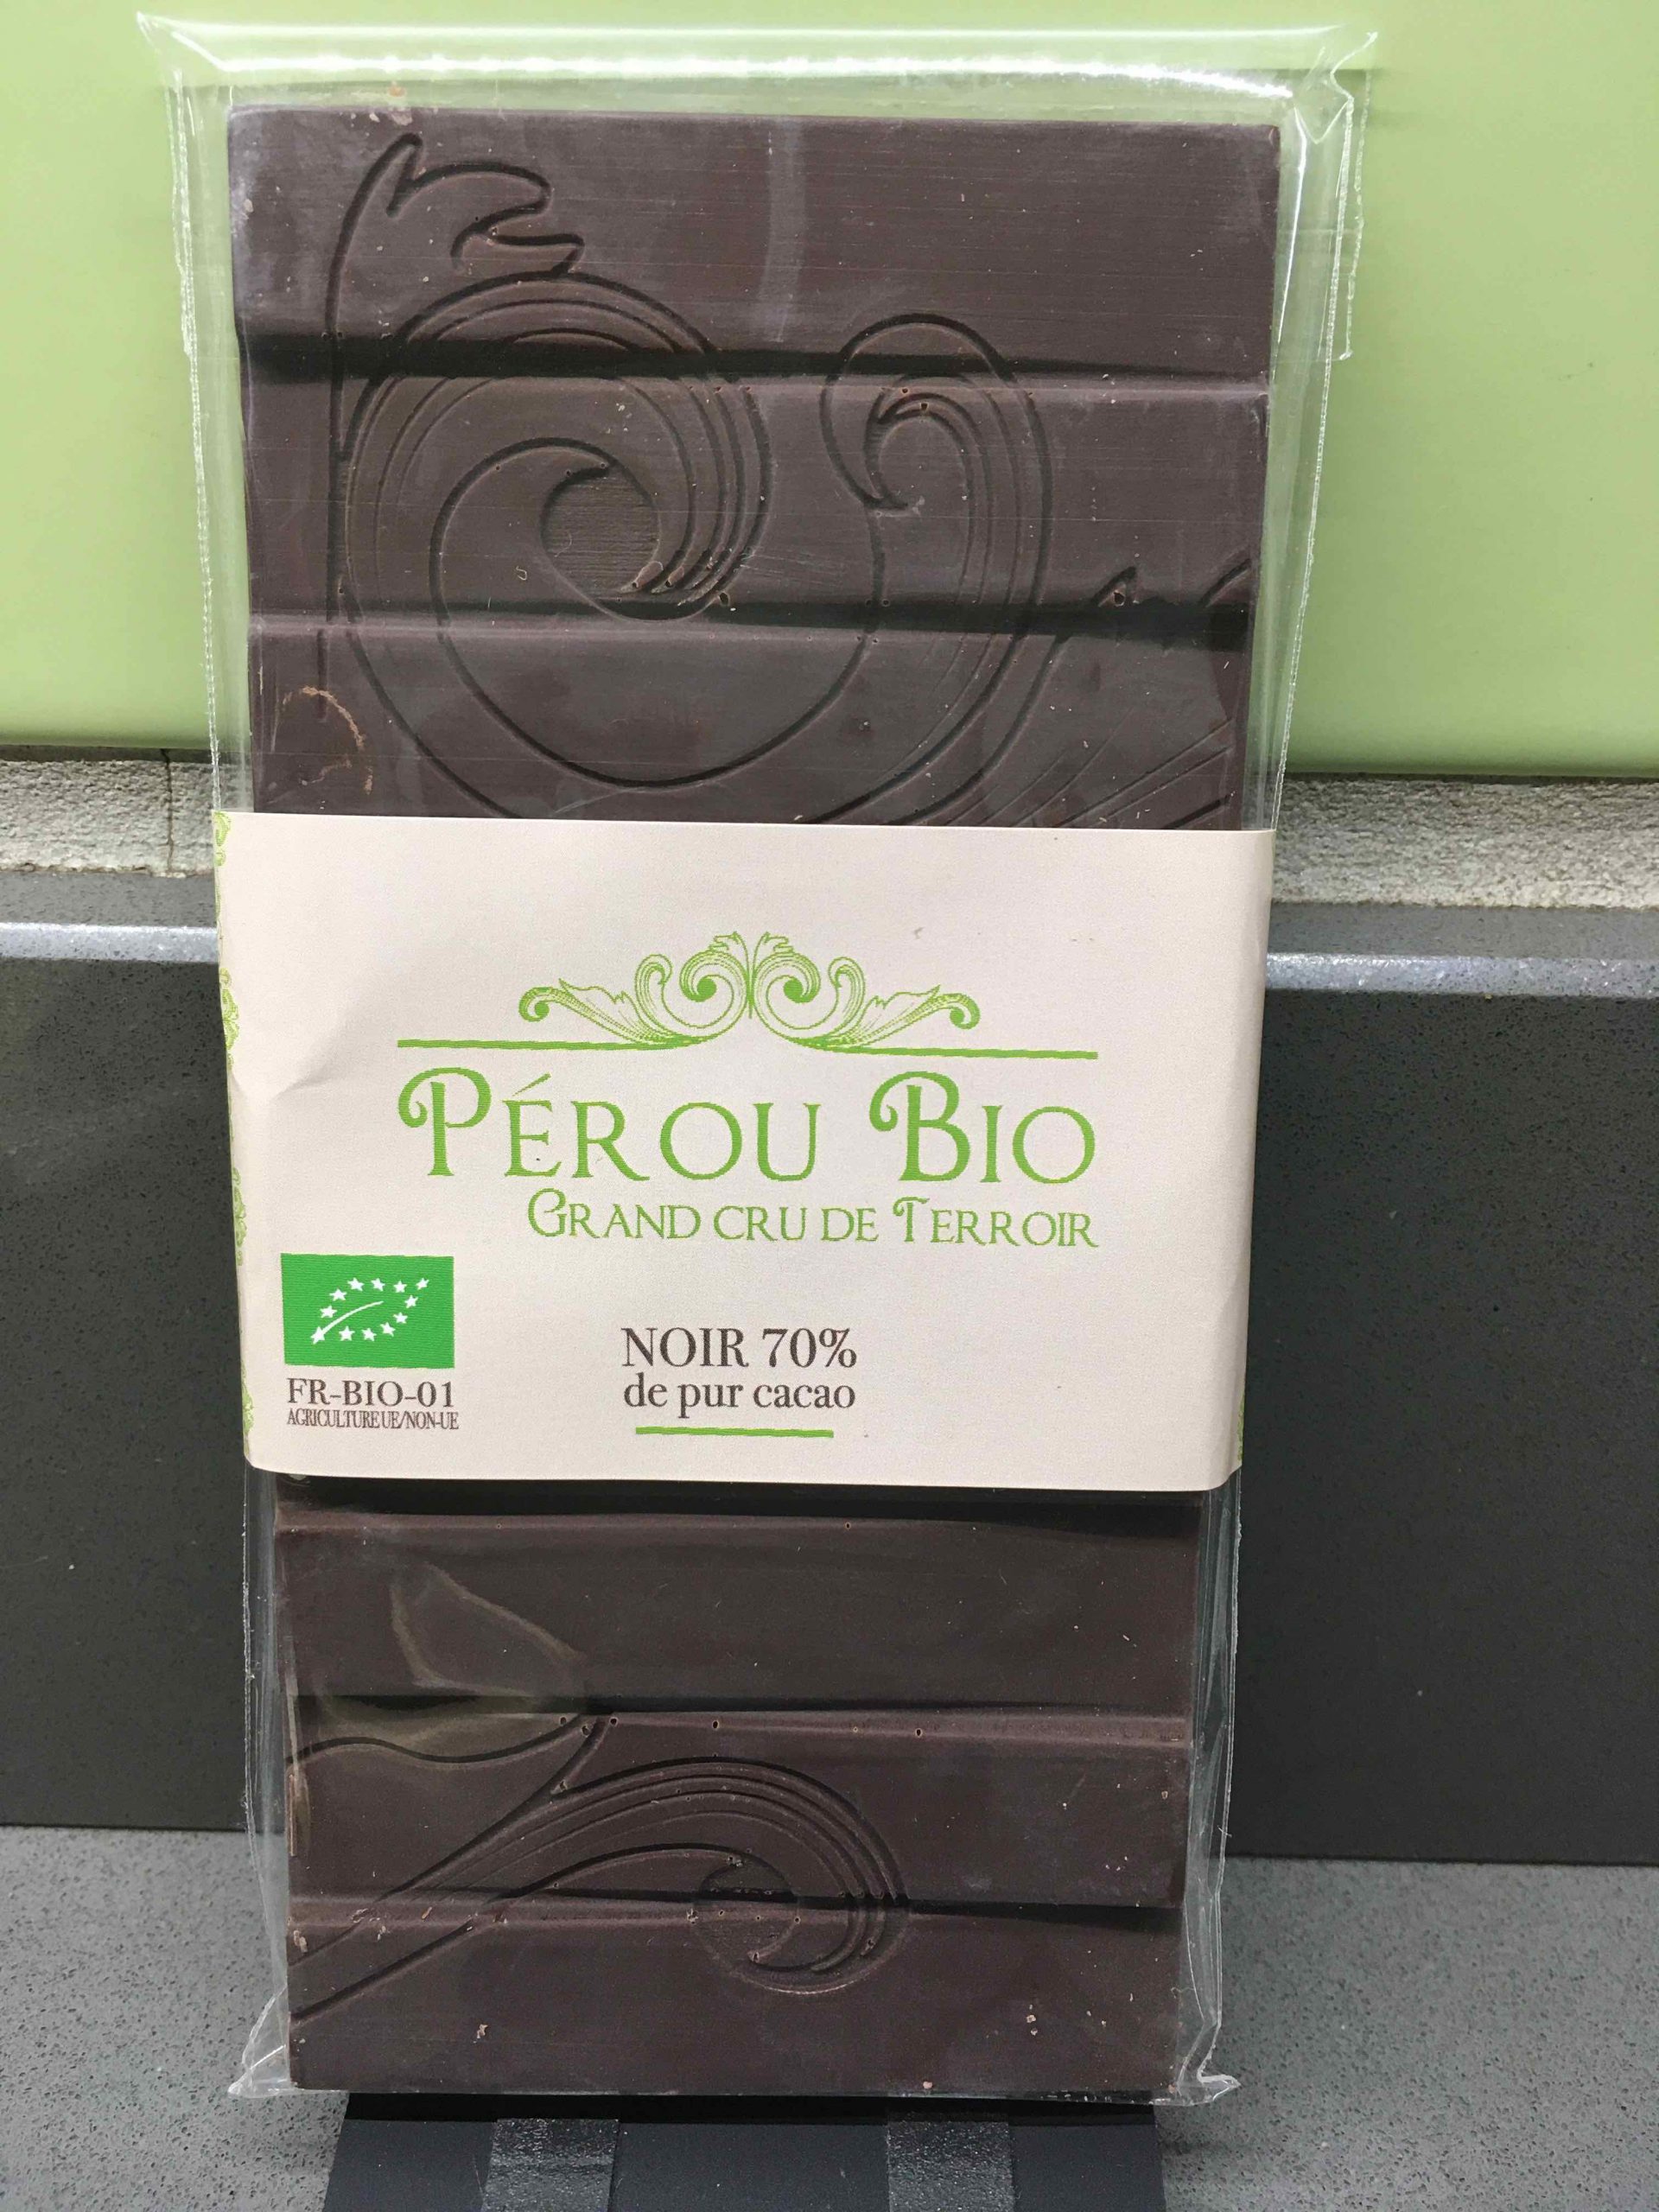 PÉROU BIO
GRAND CRU DE TERROIR
NOIR 70%
de pur cacao
FR-BIO-01
AGRICULTURE UE/NON-UE